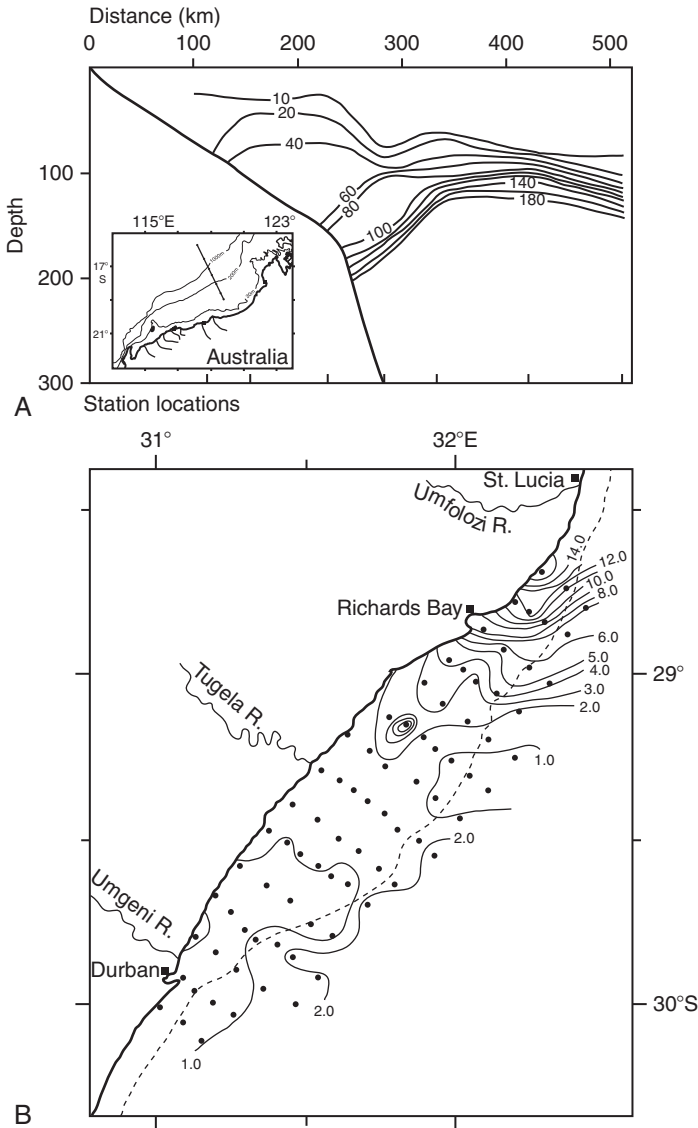 Distance (km)
0 100 200 300 400 500
Depth
100
200
300
10
20
40
60
80
100
140
180
115°E 123°
17°
S
21°
1000m
200m
30m
Australia
A
Station locations
31° 32°E
St. Lucia
Umfolozi R.
14.0
12.0
10.0
8.0
Richards Bay
6.0
5.0
4.0
3.0
2.0
29°
Tugela R.
1.0
2.0
Umgeni R.
Durban
30°S
2.0
1.0
B